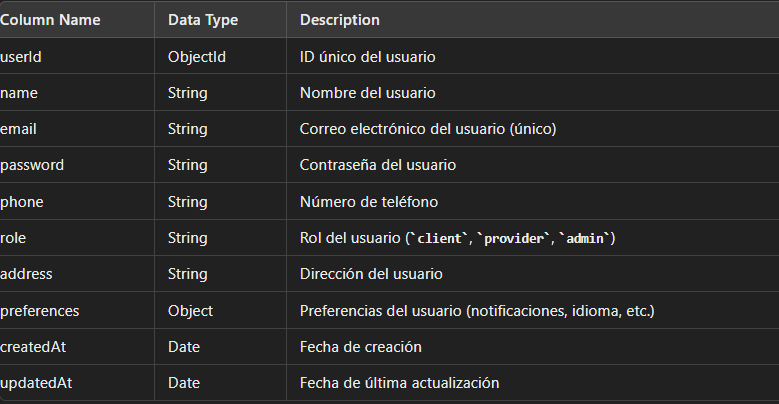 Column Name Data Type Description
userId ObjectId ID único del usuario
name String Nombre del usuario
email String Correo electrónico del usuario (único)
password String Contraseña del usuario
phone String Número de teléfono
role String Rol del usuario (`client`, `provider`, `admin`)
address String Dirección del usuario
preferences Object Preferencias del usuario (notificaciones, idioma, etc.)
createdAt Date Fecha de creación
updatedAt Date Fecha de última actualización